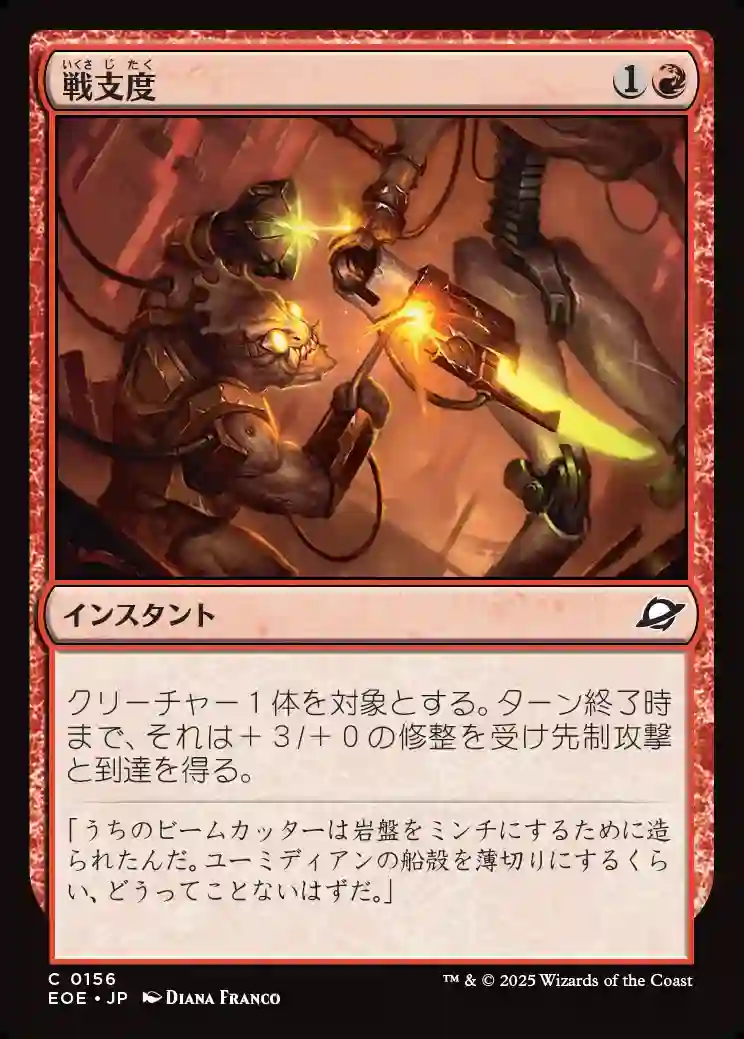 いくさ じ たく
戦支度
1
インスタント
クリーチャー１体を対象とする。ターン終了時
まで、それは＋３/＋０の修整を受け先制攻撃
と到達を得る。
「うちのビームカッターは岩盤をミンチにするために造
られたんだ。ユーミディアンの船殻を薄切りにするくら
い、どうってことないはずだ。」
C 0156
EOE • JP Diana Franco
™ & © 2025 Wizards of the Coast